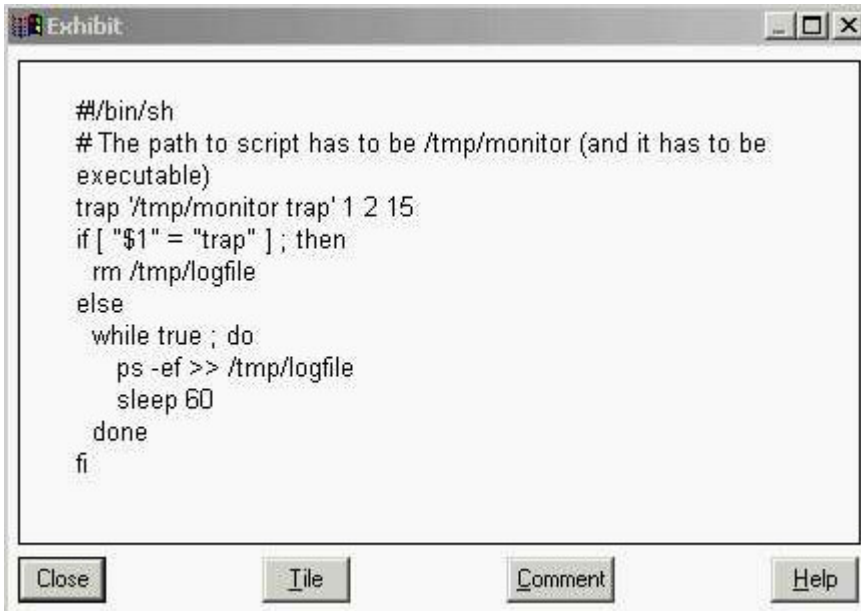 Exhibit
#!/bin/sh
# The path to script has to be /tmp/monitor (and it has to be
executable)
trap '/tmp/monitor trap' 1 2 15
if [ "$1" = "trap" ] ; then
rm /tmp/logfile
else
while true ; do
ps -ef >> /tmp/logfile
sleep 60
done
fi
Close Tile Comment Help